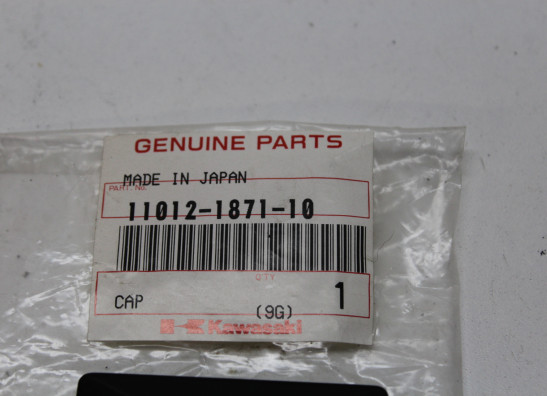 GENUINE PARTS
MADE IN JAPAN
PART NO.
11012-1871-10
QTY
CAP (9G) 1
Kawasaki